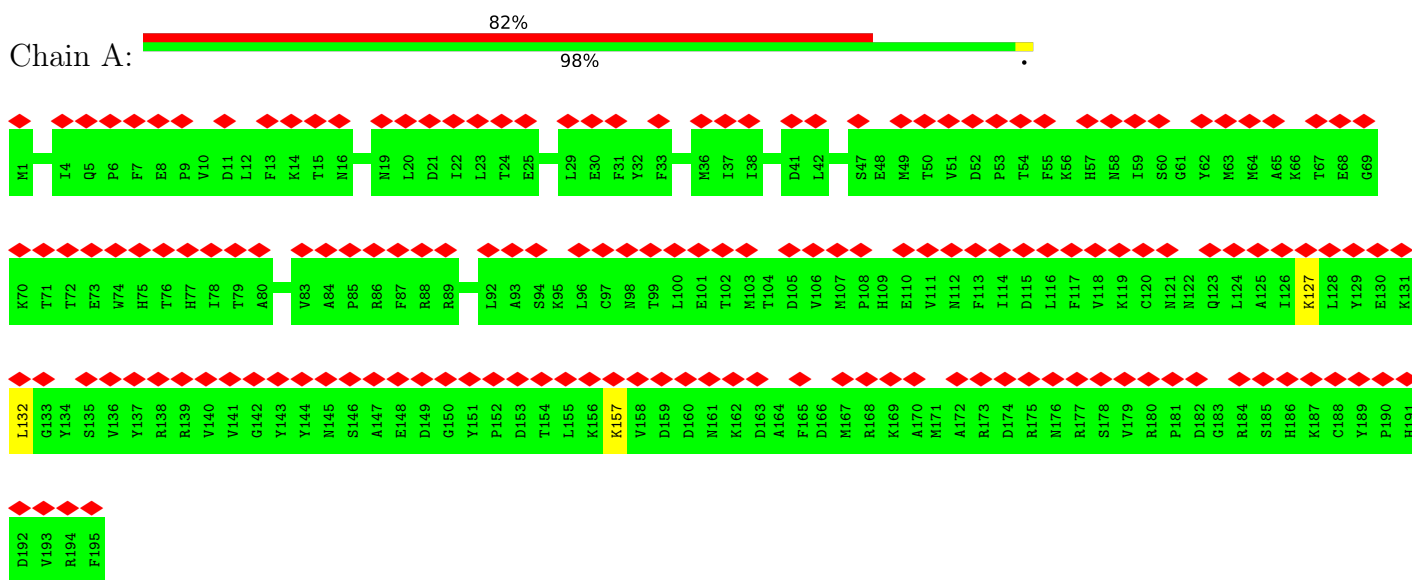 82%
Chain A:
98%
•
M1 I4 Q5 P6 F7 E8 P9 V10 D11 L12 F13 K14 T15 N16 N19 L20 D21 I22 L23 T24 E25 L29 E30 F31 Y32 F33 M36 I37 I38 D41 L42 S47 E48 M49 T50 V51 D52 P53 T54 F55 K56 H57 N58 I59 S60 G61 Y62 M63 M64 A65 K66 T67 E68 G69
K70 T71 T72 E73 W74 H75 T76 H77 I78 T79 A80 V83 A84 P85 R86 F87 R88 R89 L92 A93 S94 K95 L96 C97 N98 T99 L100 E101 T102 M103 T104 D105 V106 M107 P108 H109 E110 V111 N112 F113 I114 D115 L116 F117 V118 K119 C120 N121 N122 Q123 L124 A125 I126 K127 L128 Y129 E130 K131
L132 G133 Y134 S135 V136 Y137 R138 R139 V140 V141 G142 Y143 Y144 N145 S146 A147 E148 D149 G150 Y151 P152 D153 T154 L155 K156 K157 V158 D159 D160 N161 K162 D163 A164 F165 D166 M167 R168 K169 A170 M171 A172 R173 D174 R175 N176 R177 S178 V179 R180 P181 D182 G183 R184 S185 H186 K187 C188 Y189 P190 H191
D192 V193 R194 F195